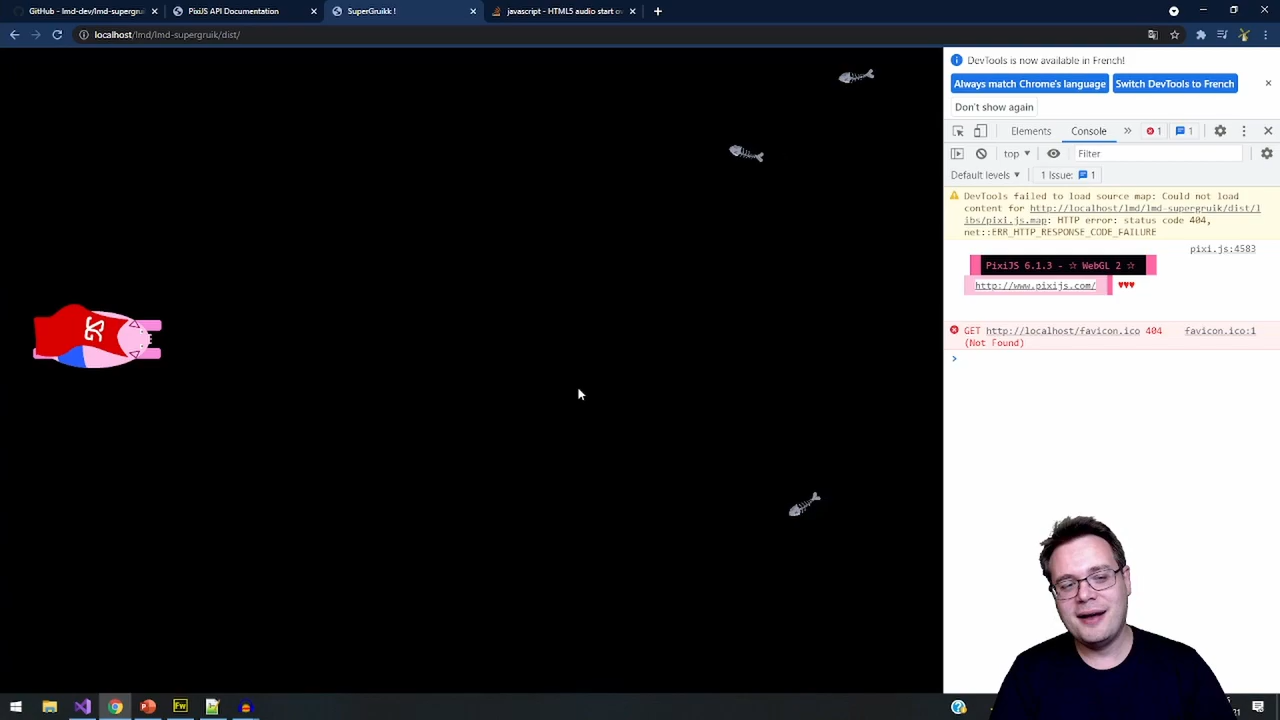 GitHub - lmd-dev/lmd-supergrui
PixiJS API Documentation
SuperGruikk !
javascript - HTML5 audio start ov
localhost/lmd/lmd-supergruik/dist/
DevTools is now available in French!
Always match Chrome's language
Switch DevTools to French
Don't show again
Elements
Console
1
1
top
Filter
Default levels
1 Issue:
1
DevTools failed to load source map: Could not load
content for http://localhost/lmd/lmd-supergruik/dist/l
ibs/pixi.js.map: HTTP error: status code 404,
net::ERR_HTTP_RESPONSE_CODE_FAILURE
pixi.js:4583
PixiJS 6.1.3 - ☆ WebGL 2 ☆
http://www.pixijs.com/ ♥♥♥
GET http://localhost/favicon.ico 404
favicon.ico:1
(Not found)
SG
Fw